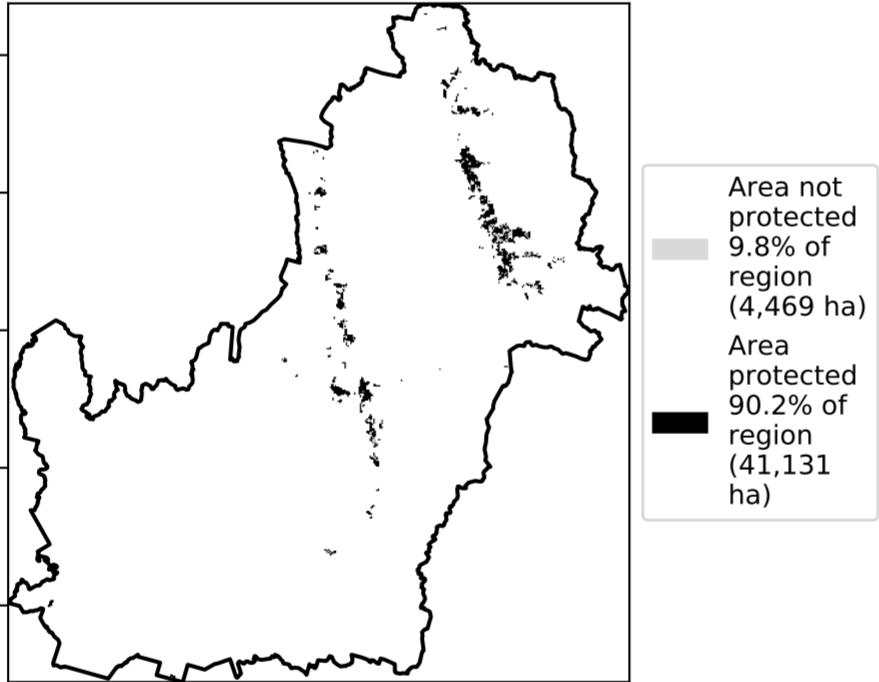 Area not
protected
9.8% of
region
(4,469 ha)
Area
protected
90.2% of
region
(41,131
ha)